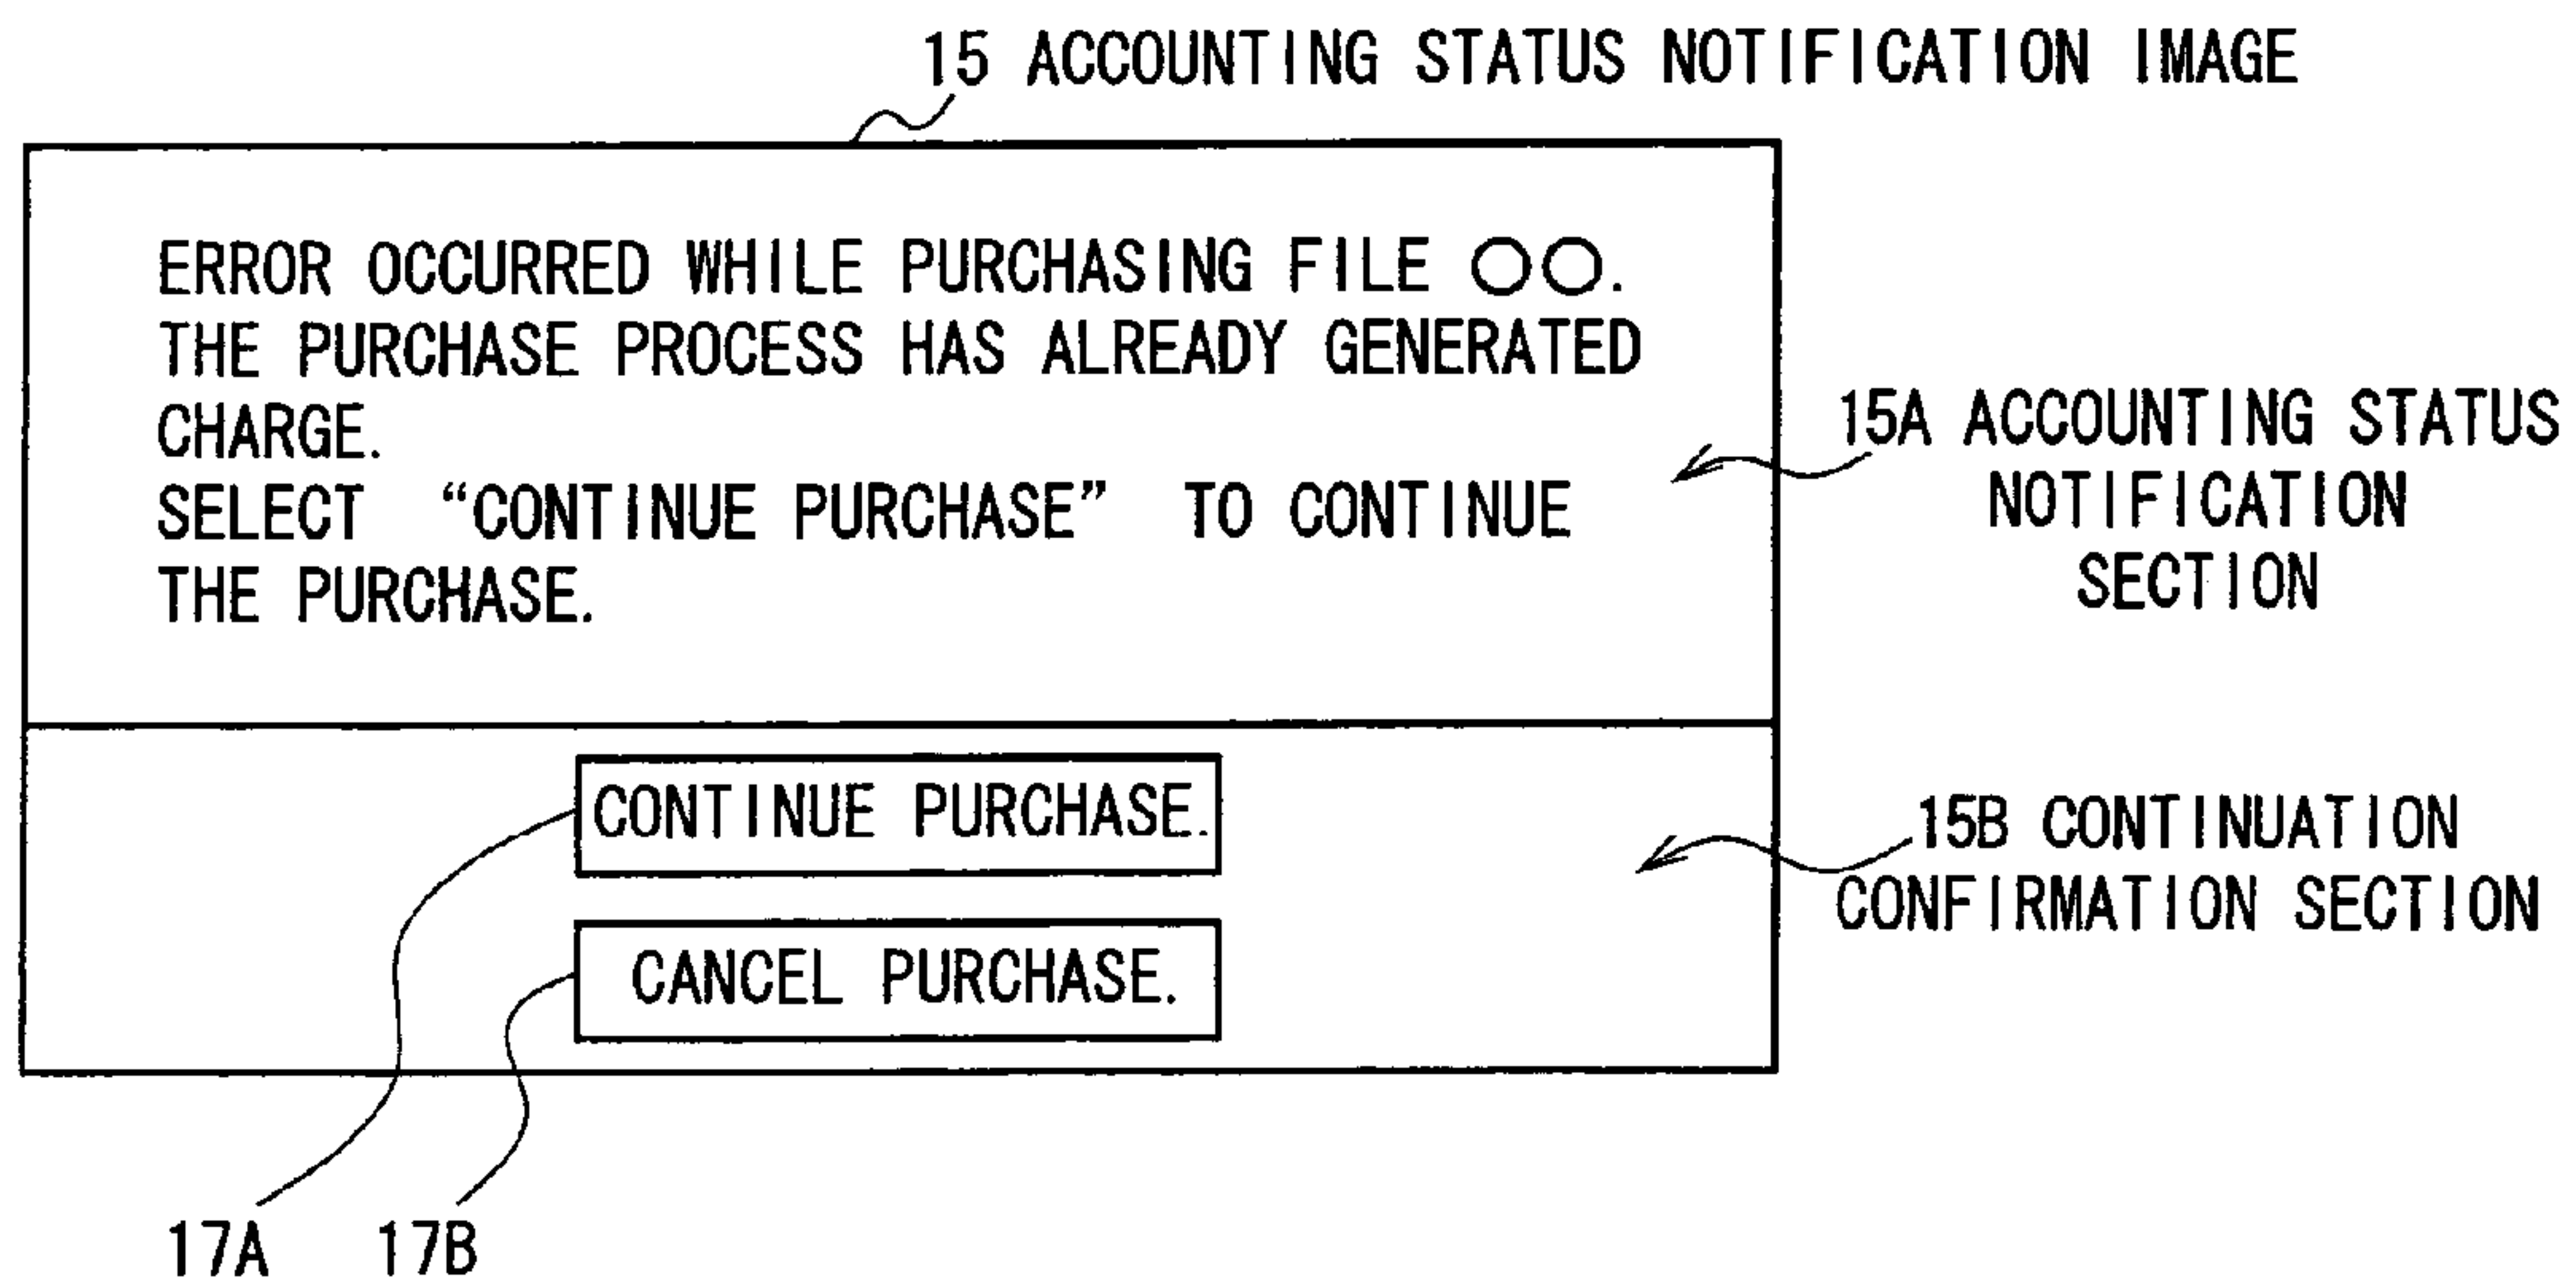 15 ACCOUNTING STATUS NOTIFICATION IMAGE
ERROR OCCURRED WHILE PURCHASING FILE ○○.
THE PURCHASE PROCESS HAS ALREADY GENERATED
CHARGE.
SELECT “CONTINUE PURCHASE” TO CONTINUE
THE PURCHASE.
15A ACCOUNTING STATUS
NOTIFICATION
SECTION
CONTINUE PURCHASE.
CANCEL PURCHASE.
15B CONTINUATION
CONFIRMATION SECTION
17A
17B